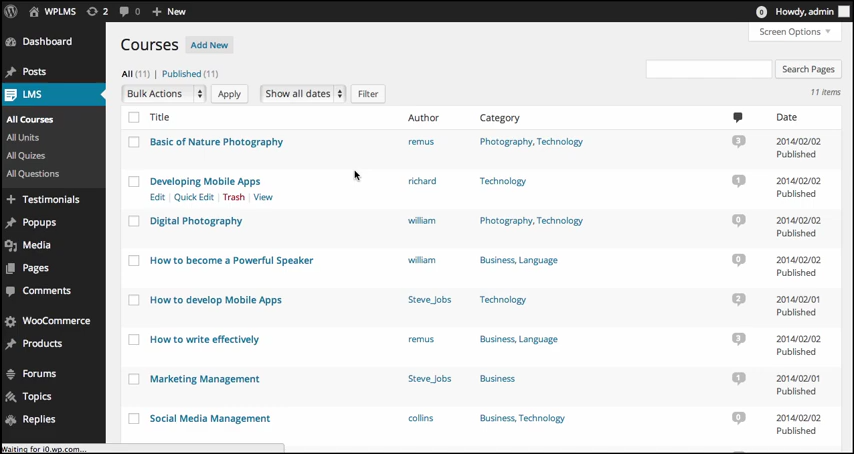 WPLMS 2 0 + New 0 Howdy, admin
Screen Options
Dashboard
Posts
LMS
All Courses
All Units
All Quizes
All Questions
Testimonials
Popups
Media
Pages
Comments
WooCommerce
Products
Forums
Topics
Replies
Courses Add New
All (11) | Published (11)
Search Pages
Bulk Actions Apply Show all dates Filter
11 items
Title Author Category Date
Basic of Nature Photography remus Photography, Technology 3 2014/02/02
Published
Developing Mobile Apps richard Technology 1 2014/02/02
Edit | Quick Edit | Trash | View Published
Digital Photography william Photography, Technology 0 2014/02/02
Published
How to become a Powerful Speaker william Business, Language 0 2014/02/02
Published
How to develop Mobile Apps Steve_Jobs Technology 2 2014/02/01
Published
How to write effectively remus Business, Language 3 2014/02/02
Published
Marketing Management Steve_Jobs Business 1 2014/02/01
Published
Social Media Management collins Business, Technology 0 2014/02/02
Published
Waiting for i0.wp.com...